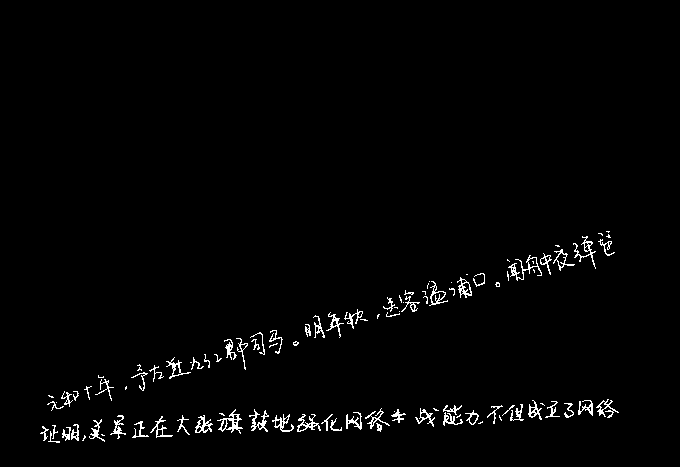 元和十年，予左迁九江郡司马。明年秋，送客湓浦口。闻舟中夜弹琶
证明,美军正在大张旗鼓地强化网络 战能力 不但成立了网络